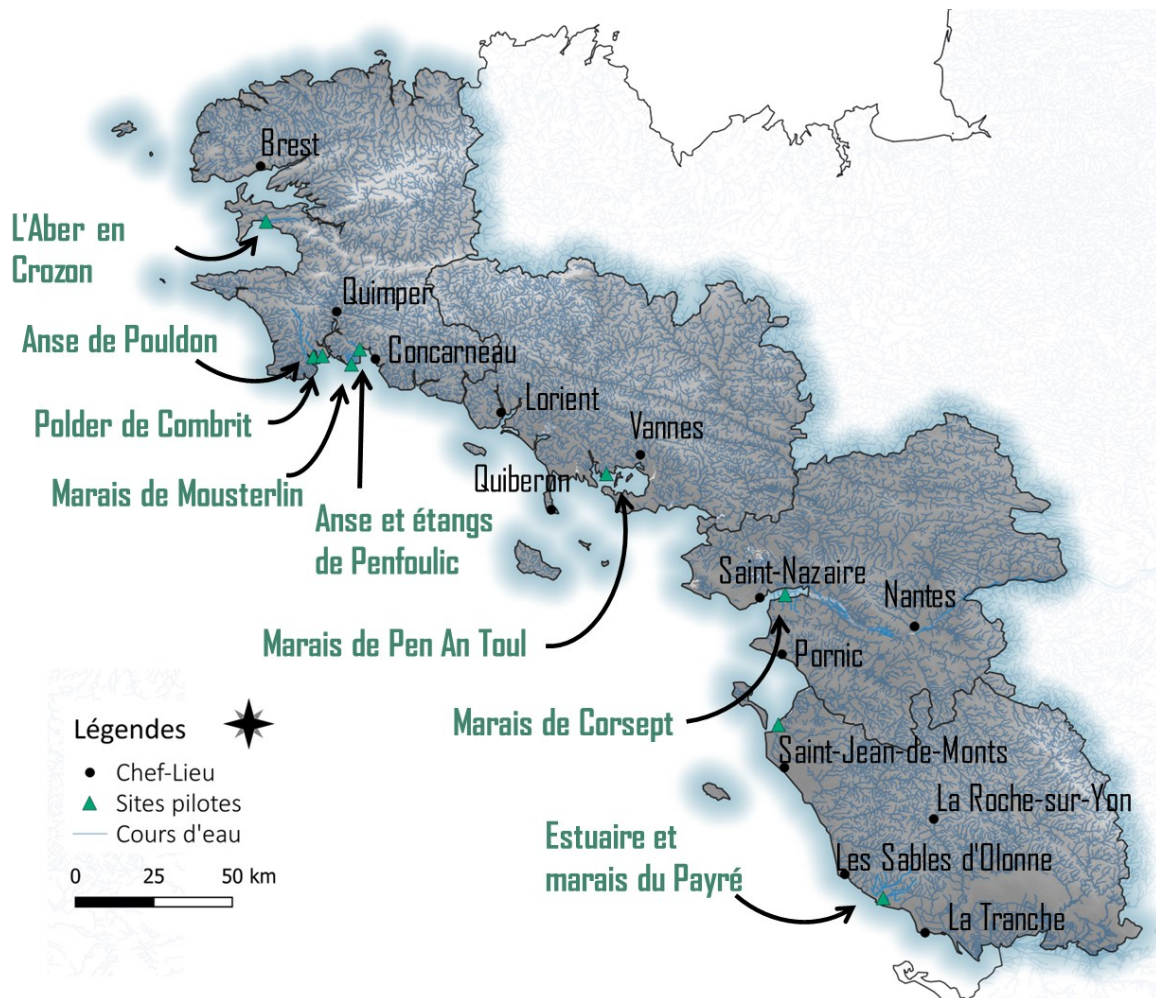 Brest
L'Aber en
Crozon
Quimper
Anse de Pouldon
Concarneau
Polder de Combrit
Lorient
Vannes
Marais de Mousterlin
Quiberon
Anse et étangs
de Penfoulic
Saint-Nazaire
Nantes
Marais de Pen An Toul
Pornic
Marais de Corsept
Saint-Jean-de-Monts
La Roche-sur-Yon
Estuaire et
marais du Payré
Les Sables d'Olonne
La Tranche
Légendes
Chef-Lieu
Sites pilotes
Cours d'eau
0 25 50 km